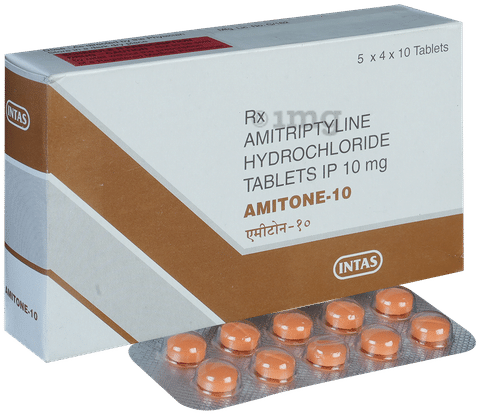 5 x 4 x 10 Tablets
Rx
1mg
AMITRIPTYLINE
HYDROCHLORIDE
TABLETS IP 10 mg
AMITONE-10
एमीटोन-१०
INTAS
INTAS
AMITONE-10